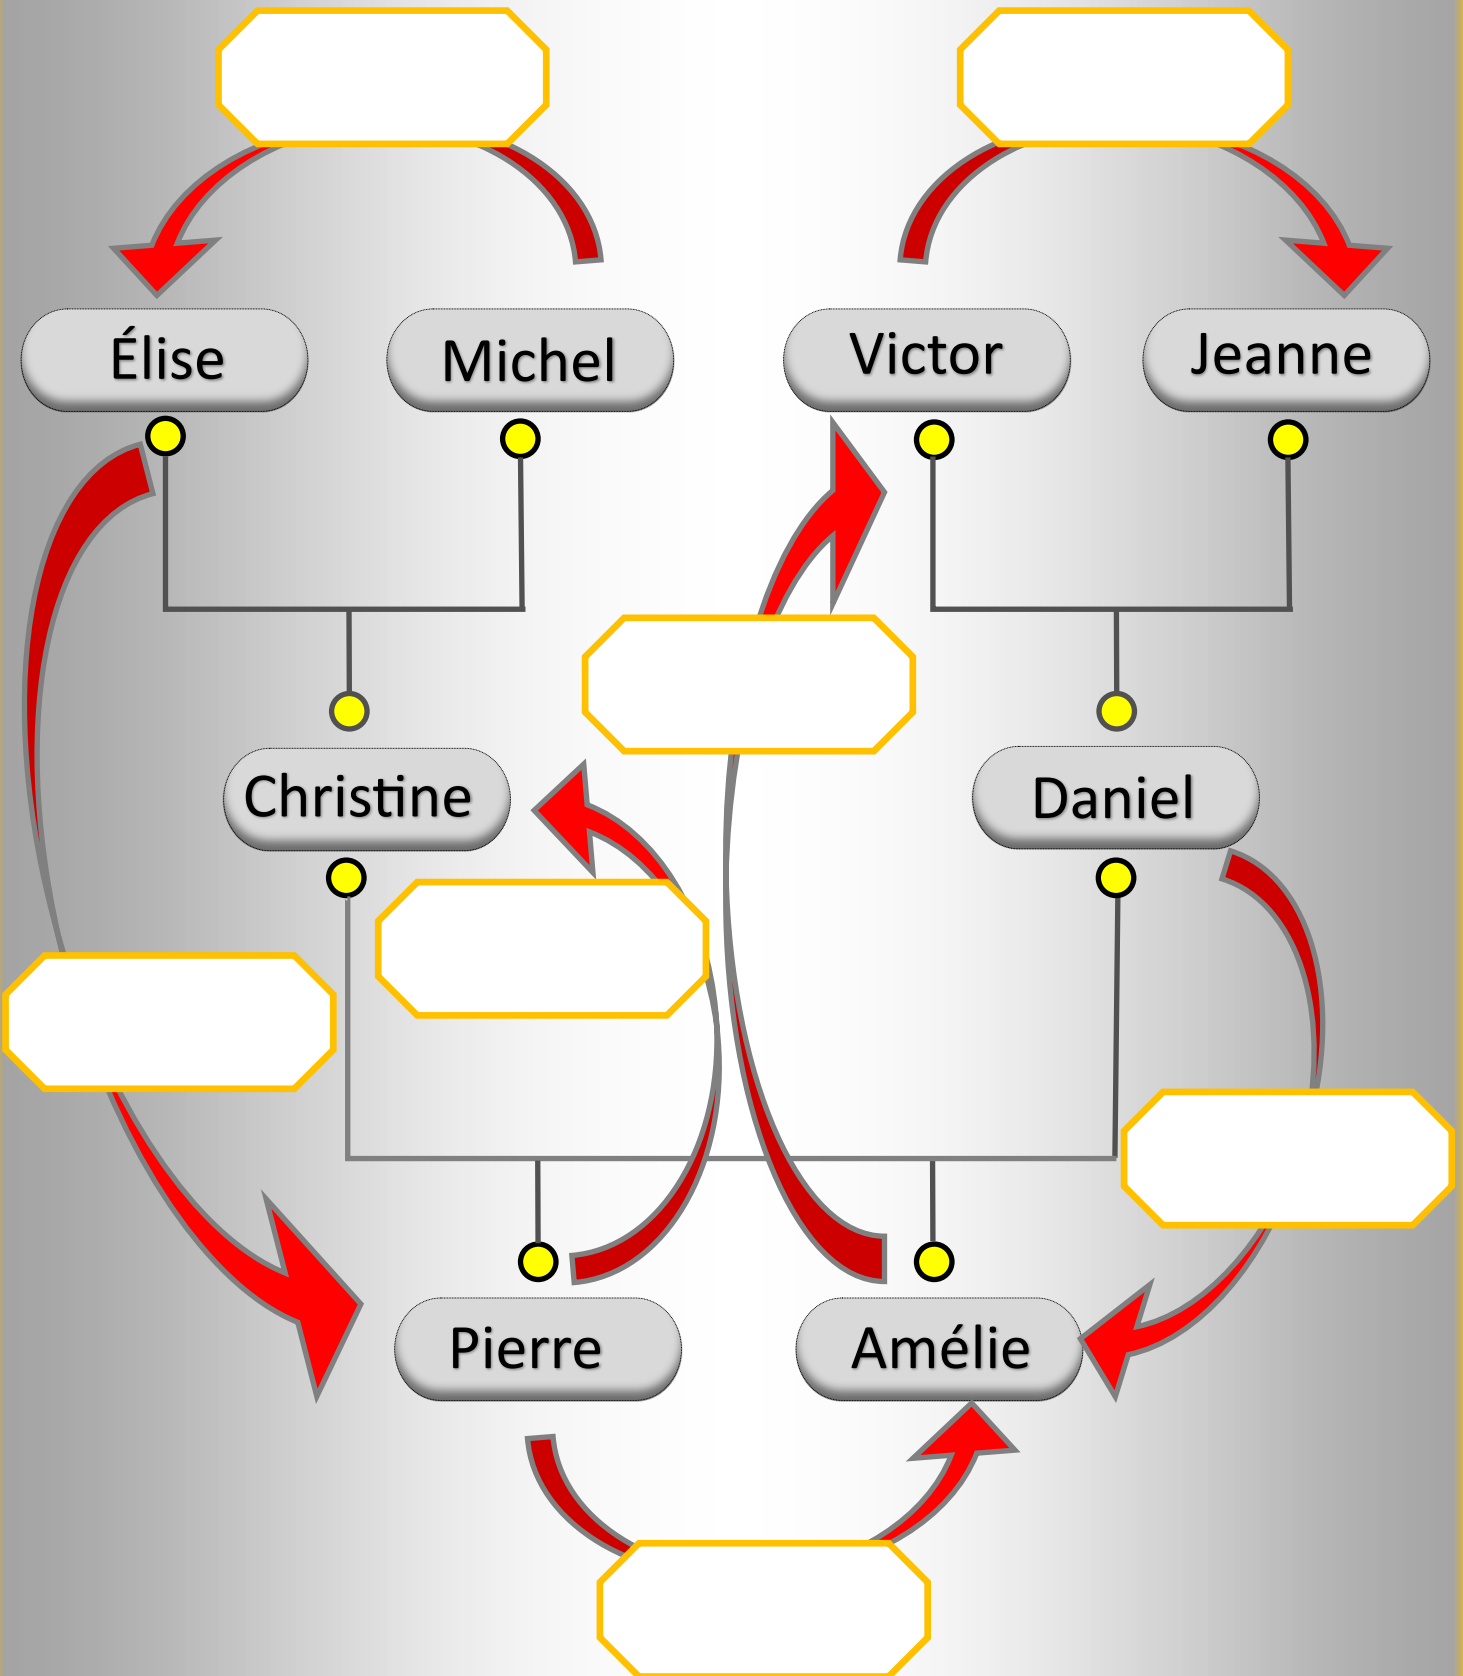 Élise
Michel
Victor
Jeanne
Christine
Daniel
Pierre
Amélie